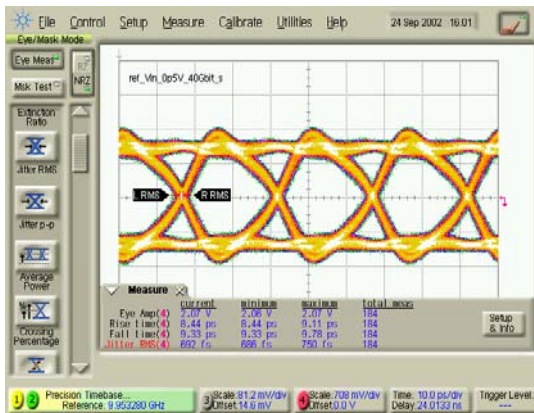 File Control Setup Measure Calibrate Utilities Help 24 Sep 2002 16:01
Eye/Mask Mode
Eye Meas
Msk Test
RZ
NRZ
ref_Vin_0p5V_40Gbit_s
Extinction
Ratio
Jitter RMS
Jitter p-p
Average
Power
Crossing
Percentage
L RMS R RMS
Measure
current minimum maximum total meas
Eye Amp(4) 2.07 V 2.06 V 2.07 V 184
Rise time(4) 8.44 ps 8.44 ps 9.11 ps 184
Fall time(4) 9.33 ps 9.33 ps 9.78 ps 184
Jitter RMS(4) 692 fs 686 fs 750 fs 184
Setup
& Info
1 2 Precision Timebase...
Reference: 9.953280 GHz
3 Scale: 81.2 mV/div
Offset: 14.6 mV
4 Scale: 708 mV/div
Offset: 0.0 V
Time: 10.0 ps/div
Delay: 24.0133 ns
Trigger Level